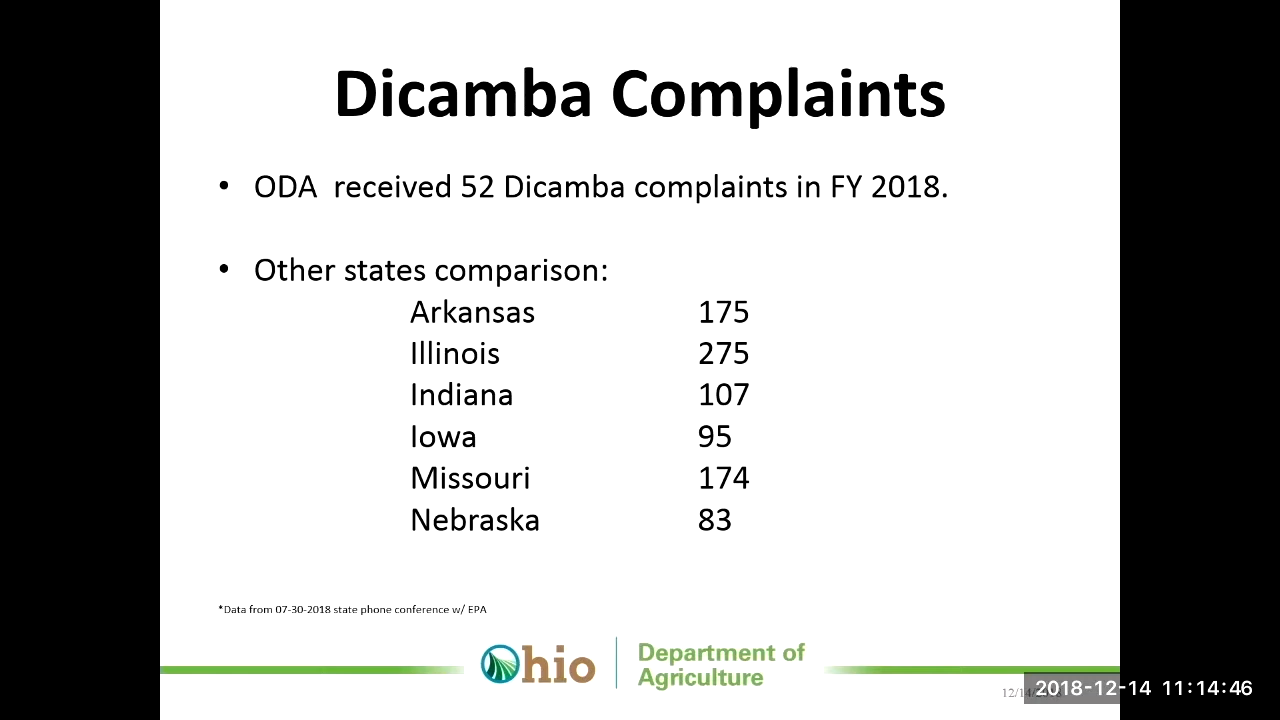 Dicamba Complaints
• ODA received 52 Dicamba complaints in FY 2018.
• Other states comparison:
Arkansas 175
Illinois 275
Indiana 107
Iowa 95
Missouri 174
Nebraska 83
*Data from 07-30-2018 state phone conference w/ EPA
Ohio
Department of
Agriculture
2018-12-14 11:14:46